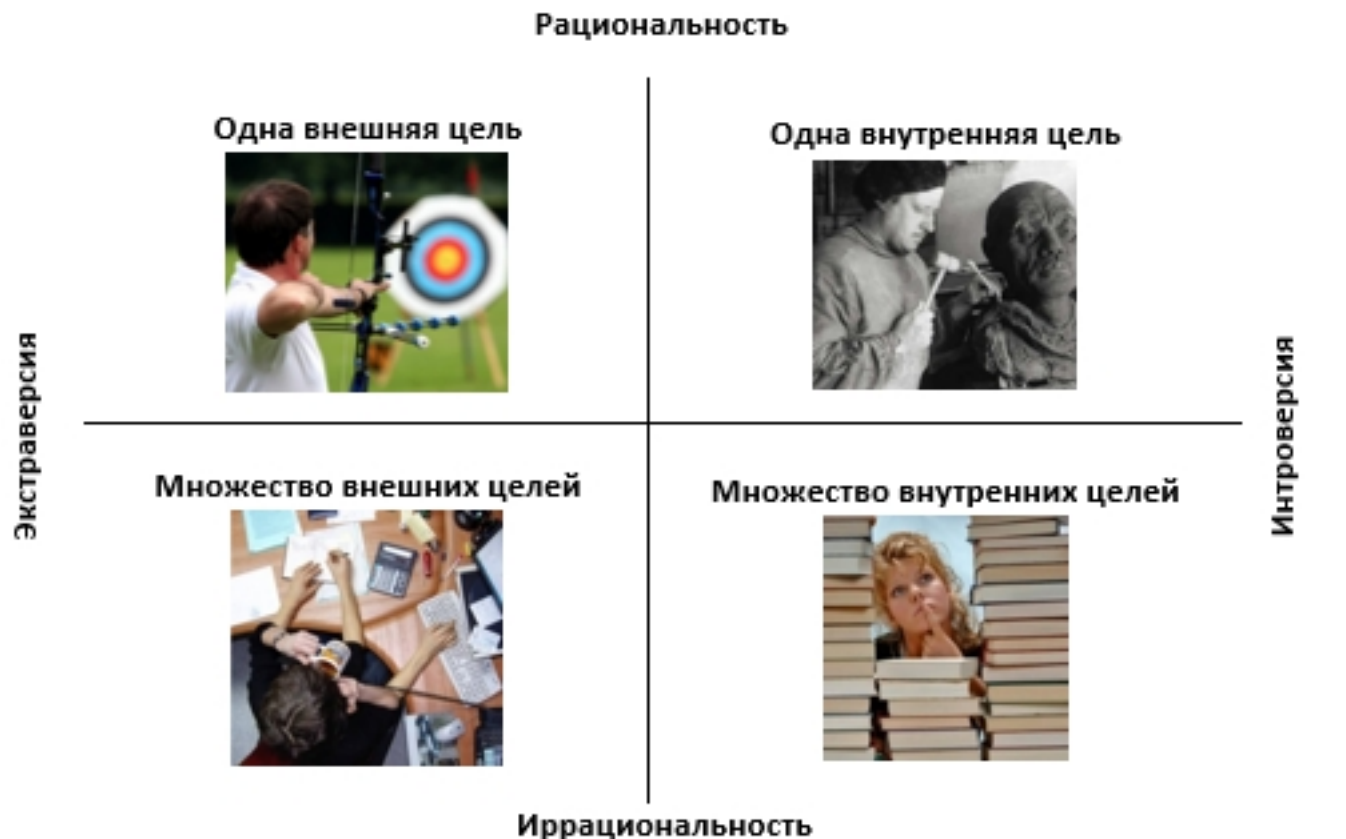 Рациональность
Одна внешняя цель
Одна внутренняя цель
Экстраверсия
Интроверсия
Множество внешних целей
Множество внутренних целей
Иррациональность